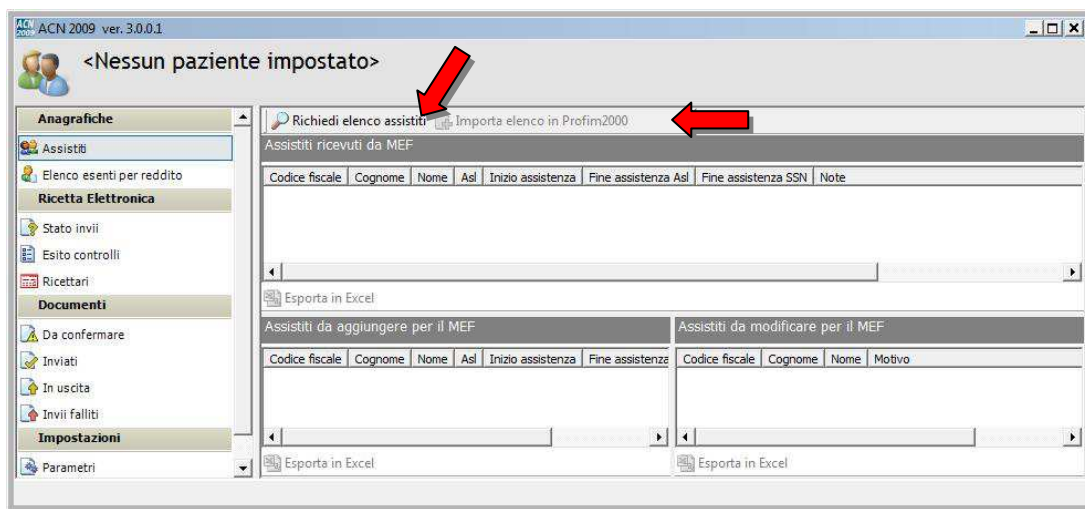 ACN 2009 ver. 3.0.0.1
<Nessun paziente impostato>
Anagrafiche
Assistiti
Elenco esenti per reddito
Ricetta Elettronica
Stato invii
Esito controlli
Ricettari
Documenti
Da confermare
Inviati
In uscita
Invii falliti
Impostazioni
Parametri
Richiedi elenco assistiti Importa elenco in Profim2000
Assistiti ricevuti da MEF
Codice fiscale Cognome Nome Asl Inizio assistenza Fine assistenza Asl Fine assistenza SSN Note
Esporta in Excel
Assistiti da aggiungere per il MEF
Codice fiscale Cognome Nome Asl Inizio assistenza Fine assistenza
Esporta in Excel
Assistiti da modificare per il MEF
Codice fiscale Cognome Nome Motivo
Esporta in Excel